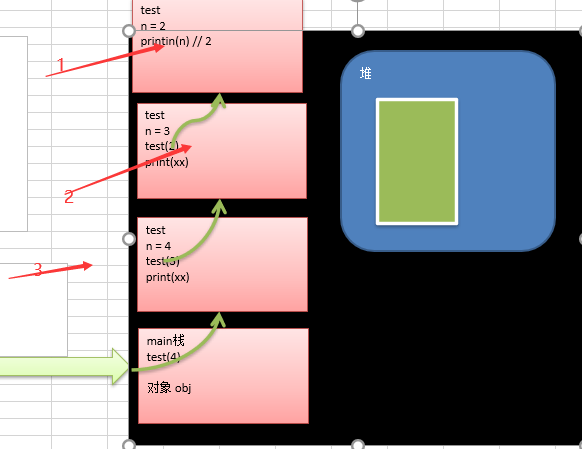 test
n = 2
printin(n) // 2
1
堆
test
n = 3
test(2)
print(xx)
2
test
n = 4
test(3)
print(xx)
3
main栈
test(4)
对象 obj